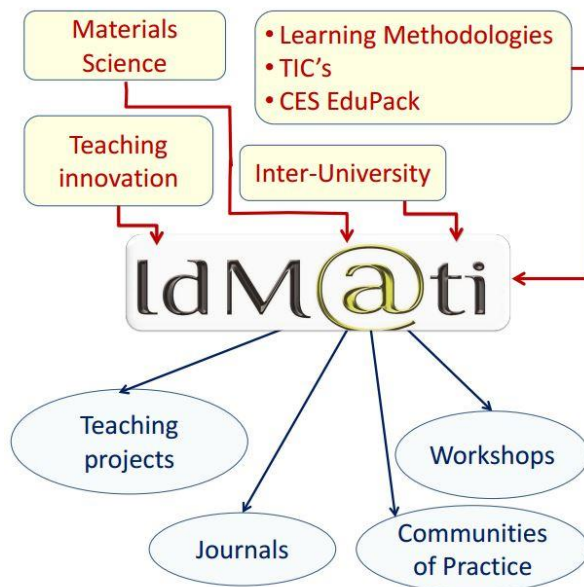 Materials
Science
• Learning Methodologies
• TIC's
• CES EduPack
Teaching
innovation
Inter-University
IdM@ti
Teaching
projects
Workshops
Journals
Communities
of Practice